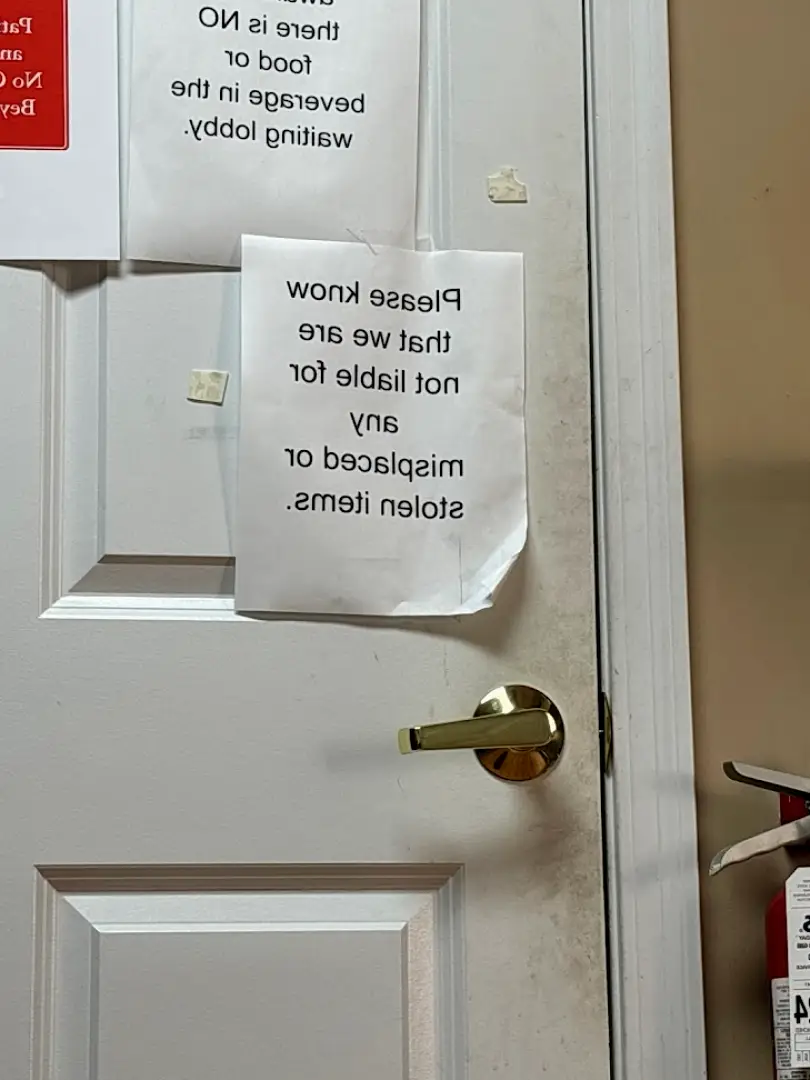 there is NO
food or
beverage in the
waiting lobby.
Please know
that we are
not liable for
any
misplaced or
stolen items.
No